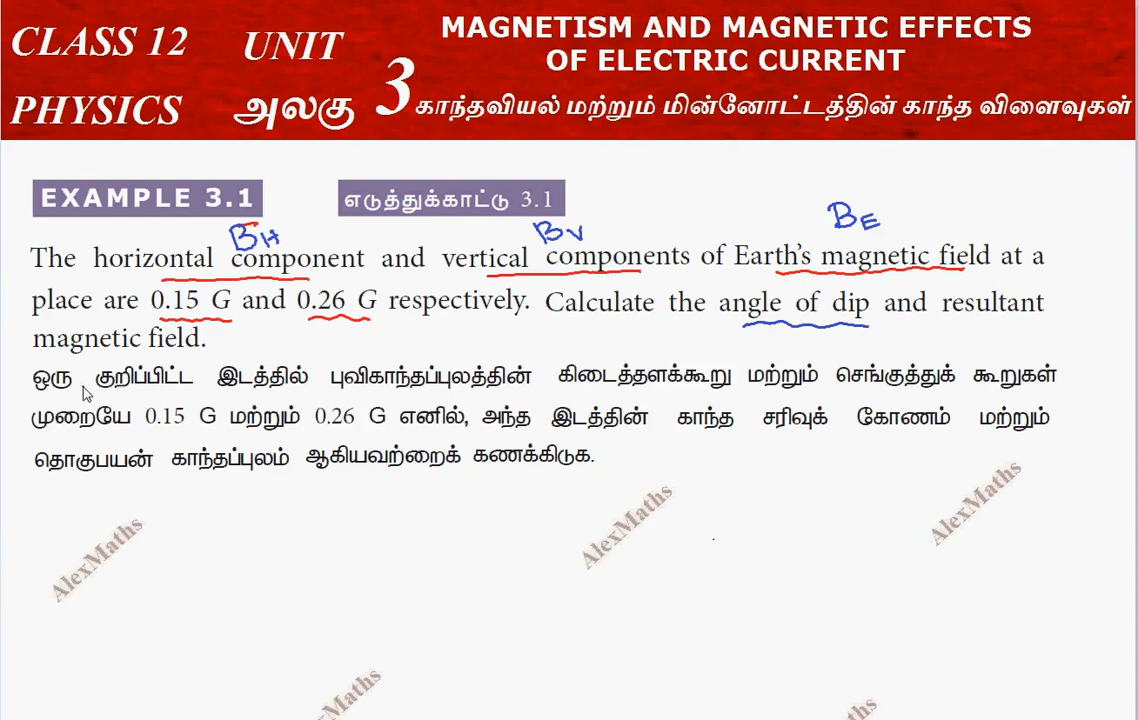 CLASS 12 UNIT 3 MAGNETISM AND MAGNETIC EFFECTS
OF ELECTRIC CURRENT
PHYSICS அலகு காந்தவியல் மற்றும் மின்னோட்டத்தின் காந்த விளைவுகள்
EXAMPLE 3.1 எடுத்துக்காட்டு 3.1
BH BV BE
The horizontal component and vertical components of Earth's magnetic field at a
place are 0.15 G and 0.26 G respectively. Calculate the angle of dip and resultant
magnetic field.
ஒரு குறிப்பிட்ட இடத்தில் புவிகாந்தப்புலத்தின் கிடைத்தளக்கூறு மற்றும் செங்குத்துக் கூறுகள்
முறையே 0.15 G மற்றும் 0.26 G எனில், அந்த இடத்தின் காந்த சரிவுக் கோணம் மற்றும்
தொகுபயன் காந்தப்புலம் ஆகியவற்றைக் கணக்கிடுக.
AlexMaths AlexMaths AlexMaths
AlexMaths